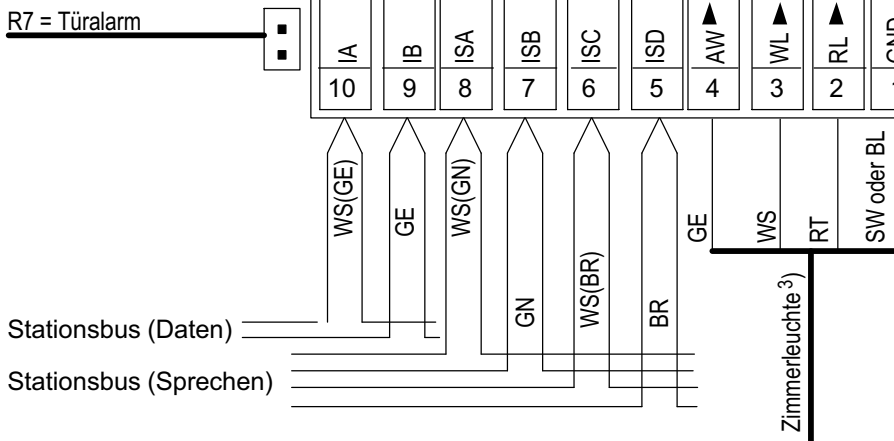 R7 = Türalarm
IA
IB
ISA
ISB
ISC
ISD
AW
WL
RL
GND
10
9
8
7
6
5
4
3
2
WS(GE)
GE
WS(GN)
GN
WS(BR)
BR
GE
WS
RT
SW oder BL
Stationsbus (Daten)
Stationsbus (Sprechen)
Zimmerleuchte 3)